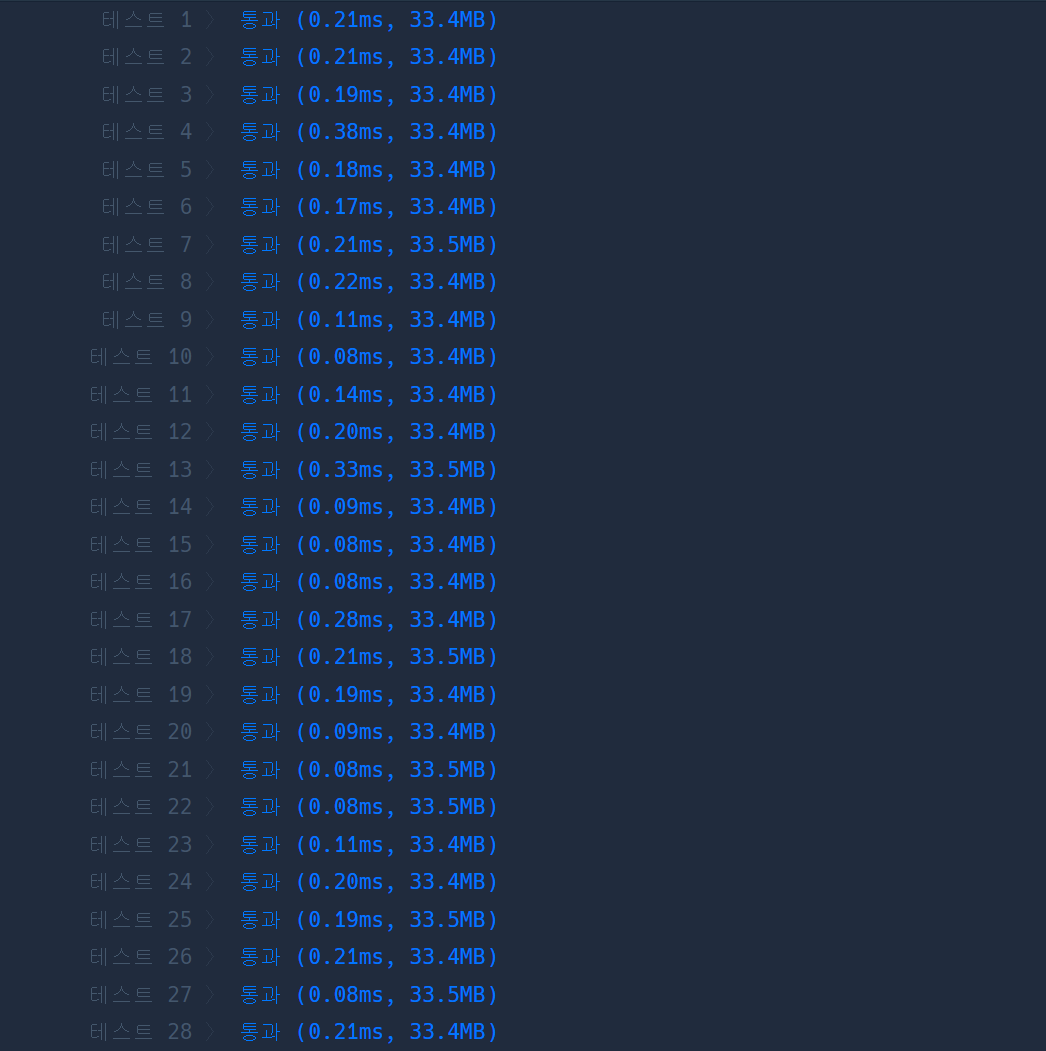 테스트 1 〉 통과 (0.21ms, 33.4MB)
테스트 2 〉 통과 (0.21ms, 33.4MB)
테스트 3 〉 통과 (0.19ms, 33.4MB)
테스트 4 〉 통과 (0.38ms, 33.4MB)
테스트 5 〉 통과 (0.18ms, 33.4MB)
테스트 6 〉 통과 (0.17ms, 33.4MB)
테스트 7 〉 통과 (0.21ms, 33.5MB)
테스트 8 〉 통과 (0.22ms, 33.4MB)
테스트 9 〉 통과 (0.11ms, 33.4MB)
테스트 10 〉 통과 (0.08ms, 33.4MB)
테스트 11 〉 통과 (0.14ms, 33.4MB)
테스트 12 〉 통과 (0.20ms, 33.4MB)
테스트 13 〉 통과 (0.33ms, 33.5MB)
테스트 14 〉 통과 (0.09ms, 33.4MB)
테스트 15 〉 통과 (0.08ms, 33.4MB)
테스트 16 〉 통과 (0.08ms, 33.4MB)
테스트 17 〉 통과 (0.28ms, 33.4MB)
테스트 18 〉 통과 (0.21ms, 33.5MB)
테스트 19 〉 통과 (0.19ms, 33.4MB)
테스트 20 〉 통과 (0.09ms, 33.4MB)
테스트 21 〉 통과 (0.08ms, 33.5MB)
테스트 22 〉 통과 (0.08ms, 33.5MB)
테스트 23 〉 통과 (0.11ms, 33.4MB)
테스트 24 〉 통과 (0.20ms, 33.4MB)
테스트 25 〉 통과 (0.19ms, 33.5MB)
테스트 26 〉 통과 (0.21ms, 33.4MB)
테스트 27 〉 통과 (0.08ms, 33.5MB)
테스트 28 〉 통과 (0.21ms, 33.4MB)